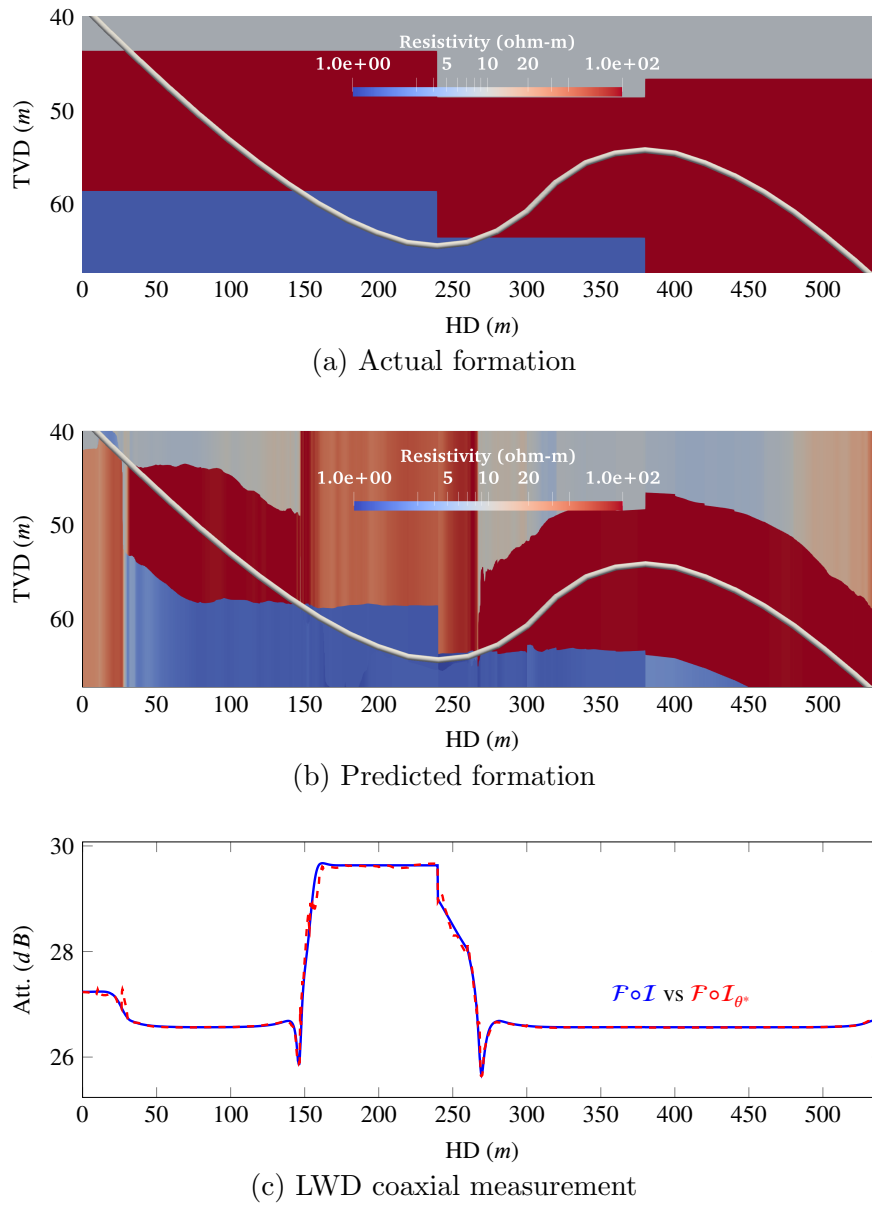 40
50
60
TVD (m)
Resistivity (ohm-m)
1.0e+00 5 10 20 1.0e+02
0 50 100 150 200 250 300 350 400 450 500
HD (m)
(a) Actual formation
40
50
60
TVD (m)
Resistivity (ohm-m)
1.0e+00 5 10 20 1.0e+02
0 50 100 150 200 250 300 350 400 450 500
HD (m)
(b) Predicted formation
30
28
26
Att. (dB)
ℱ∘ℐ vs ℱ∘ℐ_θ*
0 50 100 150 200 250 300 350 400 450 500
HD (m)
(c) LWD coaxial measurement